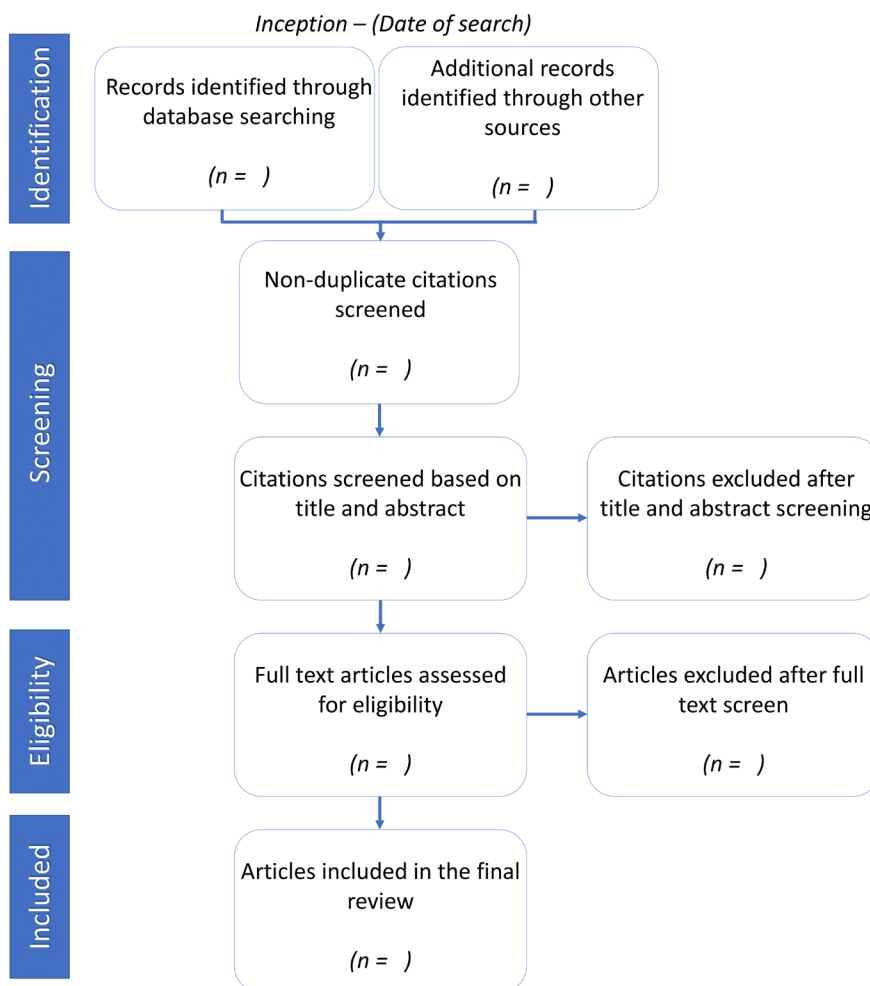 Inception – (Date of search)
Identification
Records identified through
database searching
(n =   )
Additional records
identified through other
sources
(n =   )
Screening
Non-duplicate citations
screened
(n =   )
Citations screened based on
title and abstract
(n =   )
Citations excluded after
title and abstract screening
(n =   )
Eligibility
Full text articles assessed
for eligibility
(n =   )
Articles excluded after full
text screen
(n =   )
Included
Articles included in the final
review
(n =   )